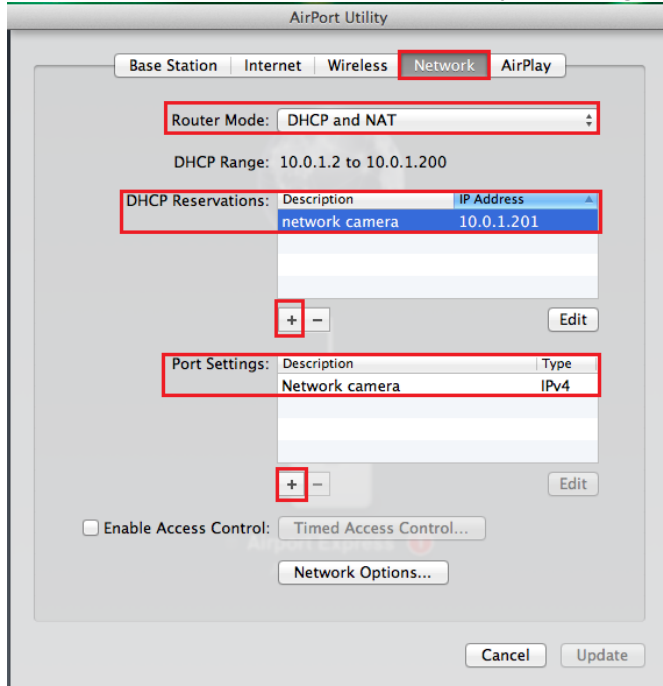 AirPort Utility
Base Station Internet Wireless Network AirPlay
Router Mode: DHCP and NAT
DHCP Range: 10.0.1.2 to 10.0.1.200
DHCP Reservations: Description IP Address
network camera 10.0.1.201
+ − Edit
Port Settings: Description Type
Network camera IPv4
+ − Edit
Enable Access Control: Timed Access Control...
Airport Express
Network Options...
Cancel Update